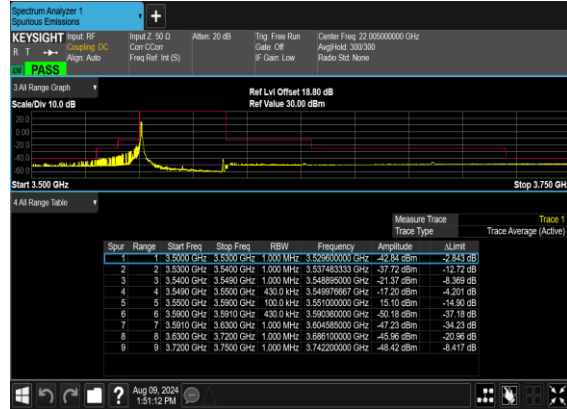 Spectrum Analyzer 1
Spurious Emissions
KEYSIGHT Input: RF Input Z: 50 Ω Atten: 20 dB Trig: Free Run Center Freq: 22.005000000 GHz
R T Coupling: DC Corr CCorr Gate: Off Avg|Hold: 300/300
Align: Auto Freq Ref: Int (S) IF Gain: Low Radio Std: None
LW PASS
3 All Range Graph
Ref Lvl Offset 18.80 dB
Scale/Div 10.0 dB Ref Value 30.00 dBm
20.0
0.00
-20.0
-40.0
-60.0
Start 3.500 GHz Stop 3.750 GH
4 All Range Table
Measure Trace Trace 1
Trace Type Trace Average (Active)
Spur Range Start Freq Stop Freq RBW Frequency Amplitude ΔLimit
1 1 3.5000 GHz 3.5300 GHz 1.000 MHz 3.529600000 GHz -42.84 dBm -2.843 dB
2 2 3.5300 GHz 3.5400 GHz 1.000 MHz 3.537483333 GHz -37.72 dBm -12.72 dB
3 3 3.5400 GHz 3.5490 GHz 1.000 MHz 3.548895000 GHz -21.37 dBm -8.369 dB
4 4 3.5490 GHz 3.5500 GHz 430.0 kHz 3.549976667 GHz -17.20 dBm -4.201 dB
5 5 3.5500 GHz 3.5900 GHz 100.0 kHz 3.551000000 GHz 15.10 dBm -14.90 dB
6 6 3.5900 GHz 3.5910 GHz 430.0 kHz 3.590360000 GHz -50.18 dBm -37.18 dB
7 7 3.5910 GHz 3.6300 GHz 1.000 MHz 3.604585000 GHz -47.23 dBm -34.23 dB
8 8 3.6300 GHz 3.7200 GHz 1.000 MHz 3.686100000 GHz -45.96 dBm -20.96 dB
9 9 3.7200 GHz 3.7500 GHz 1.000 MHz 3.742200000 GHz -48.42 dBm -8.417 dB
Aug 09, 2024
1:51:12 PM